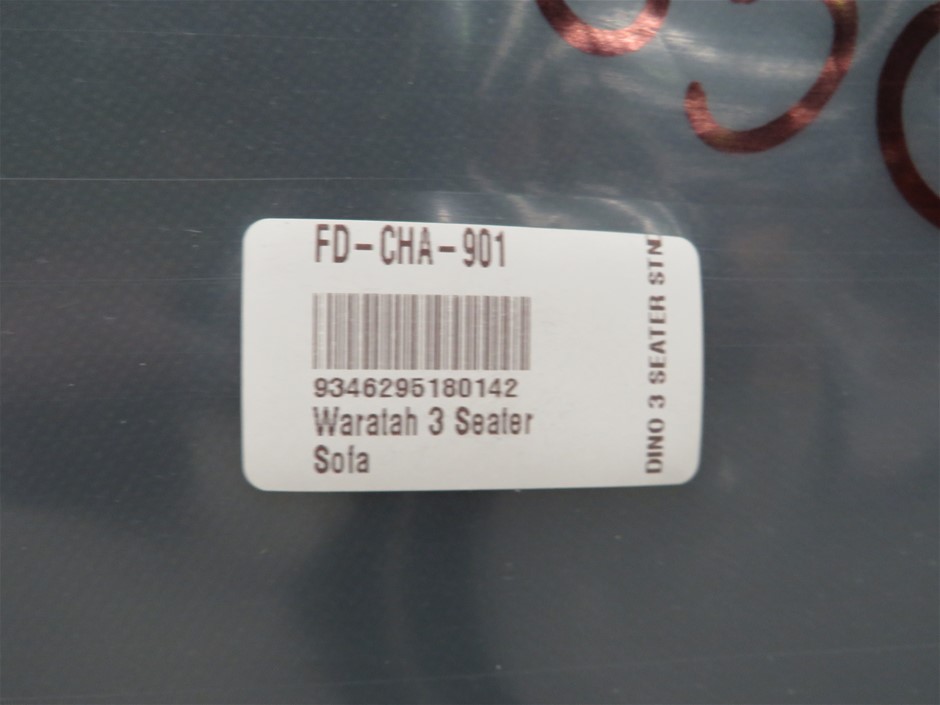 FD-CHA-901
9346295180142
Waratah 3 Seater
Sofa
DINO 3 SEATER STN